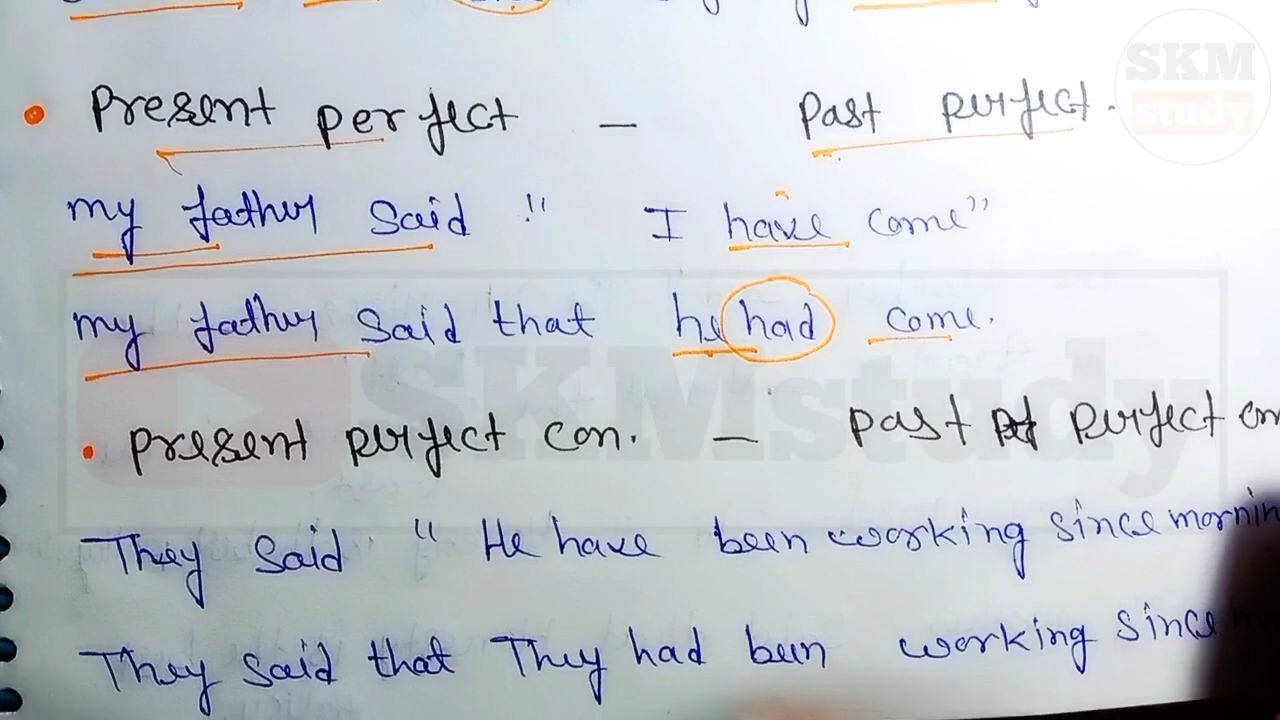 SKM
study
• Present perfect – Past perfect.
my father said " I have come"
my father said that he had come.
SKMstudy
• Present perfect con. – Past perfect con
They said " He have been working since mornin
They said that They had been working since